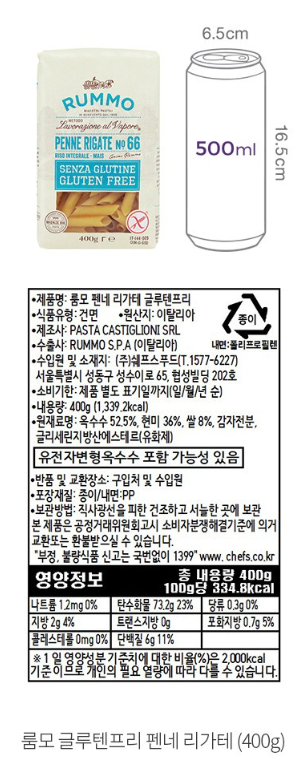 6.5cm
RUMMO
Lavorazione al Vapore
PENNE RIGATE Nº 66
RISO INTEGRALE - MAIS
SENZA GLUTINE
GLUTEN FREE
400g
500ml
16.5cm
•제품명: 룸모 펜네 리가테 글루텐프리
•식품유형: 건면 •원산지: 이탈리아
•제조사: PASTA CASTIGLIONI SRL
•수출사: RUMMO S.P.A (이탈리아)
종이
내면:폴리프로필렌
•수입원 및 소재지: (주)쉐프스푸드(T.1577-6227)
서울특별시 성동구 성수이로 65, 협성빌딩 202호
•소비기한: 제품 별도 표기일까지(일/월/년 순)
•내용량: 400g (1,339.2kcal)
•원재료명: 옥수수 52.5%, 현미 36%, 쌀 8%, 감자전분,
글리세린지방산에스테르(유화제)
유전자변형옥수수 포함 가능성 있음
•반품 및 교환장소: 구입처 및 수입원
•포장재질: 종이/내면:PP
•보관방법: 직사광선을 피한 건조하고 서늘한 곳에 보관
본 제품은 공정거래위원회고시 소비자분쟁해결기준에 의거
교환또는 환불받으실 수 있습니다.
"부정, 불량식품 신고는 국번없이 1399" www. chefs.co.kr
영양정보
총 내용량 400g
100g당 334.8kcal
나트륨 1.2mg 0% 탄수화물 73.2g 23% 당류 0.3g 0%
지방 2g 4% 트랜스지방 0g 포화지방 0.7g 5%
콜레스테롤 0mg 0% 단백질 6g 11%
※ 1 일 영양성분 기준치에 대한 비율(%)은 2,000kcal
기준 이므로 개인의 필요 열량에 따라 다를 수 있습니다.
룸모 글루텐프리 펜네 리가테 (400g)